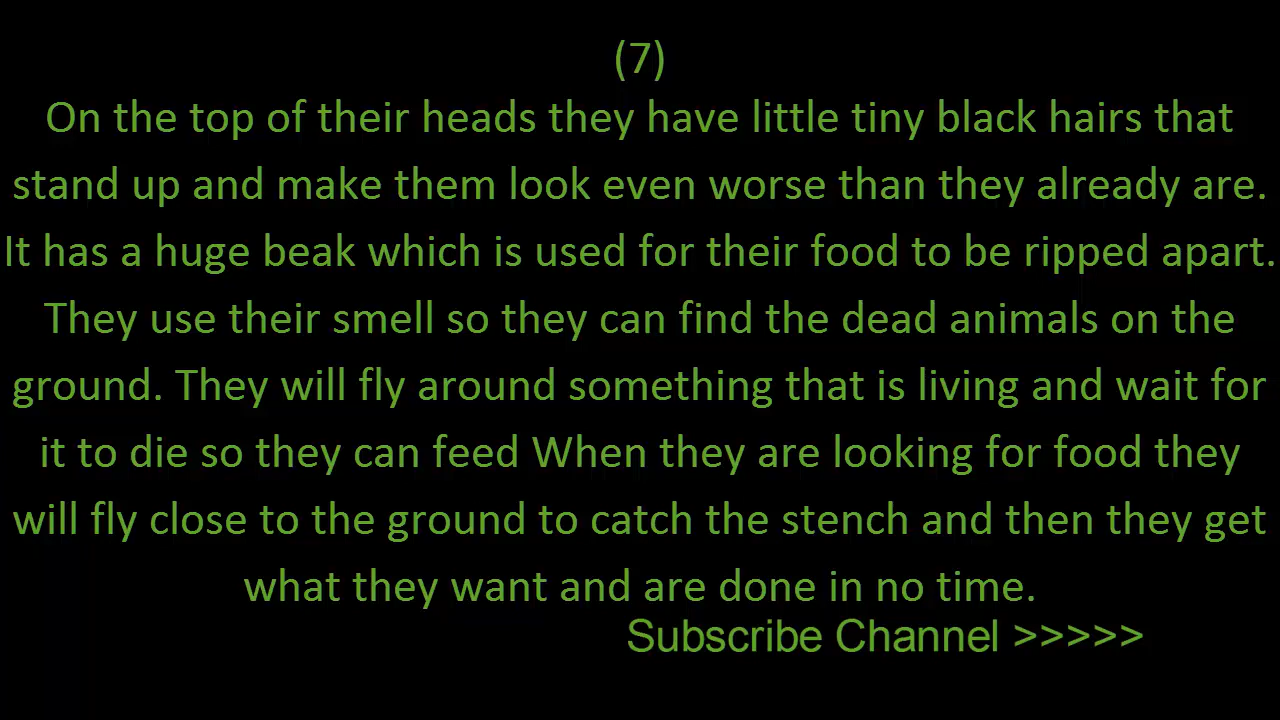 (7)
On the top of their heads they have little tiny black hairs that
stand up and make them look even worse than they already are.
It has a huge beak which is used for their food to be ripped apart.
They use their smell so they can find the dead animals on the
ground. They will fly around something that is living and wait for
it to die so they can feed When they are looking for food they
will fly close to the ground to catch the stench and then they get
what they want and are done in no time.
Subscribe Channel >>>>>